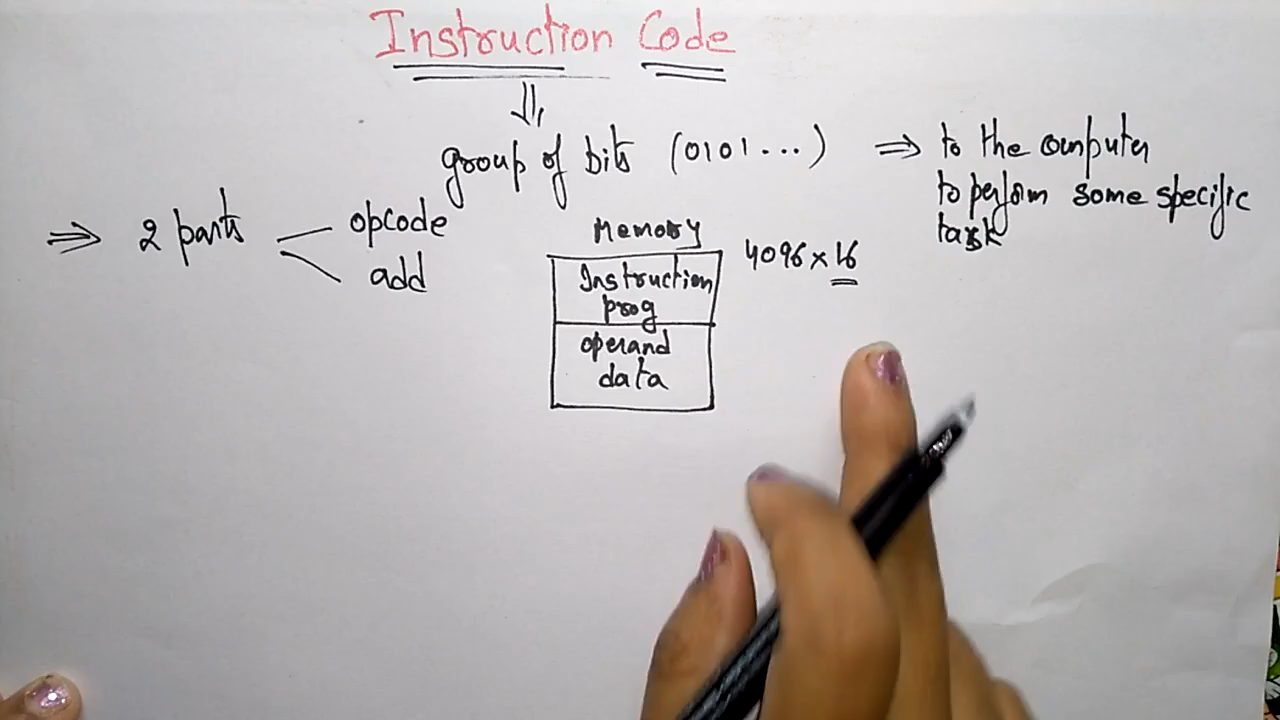 Instruction Code
⇓
group of bits (0101...) ⇒ to the computer
to perform some specific
task
⇒ 2 parts
opcode
add
Memory
4096 × 16
Instruction
prog
operand
data